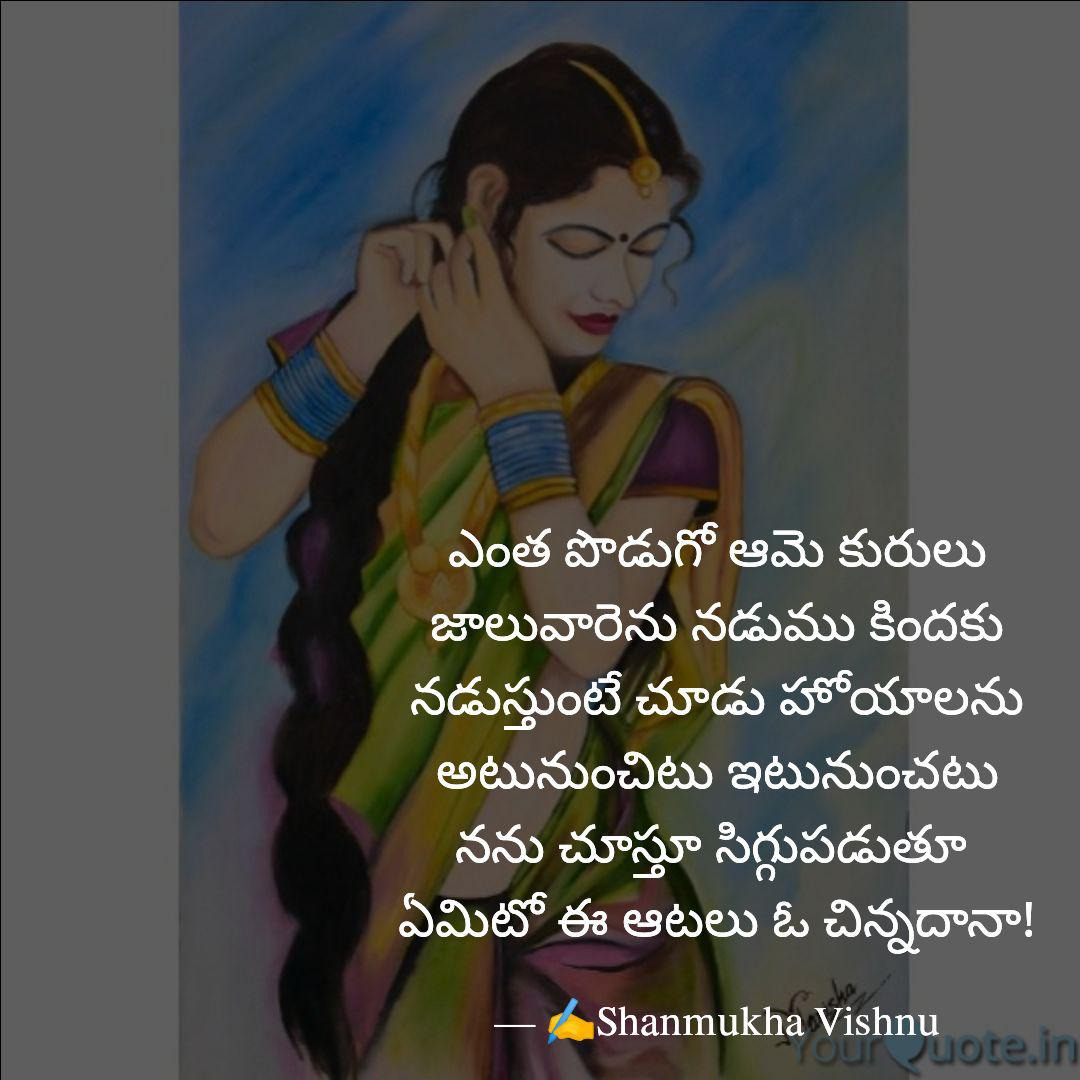 ఎంత పొడుగో ఆమె కురులు
జాలువారెను నడుము కిందకు
నడుస్తుంటే చూడు హోయాలను
అటునుంచిటు ఇటునుంచటు
నను చూస్తూ సిగ్గుపడుతూ
ఏమిటో ఈ ఆటలు ఓ చిన్నదానా!
— ✍️Shanmukha Vishnu
YourQuote.in